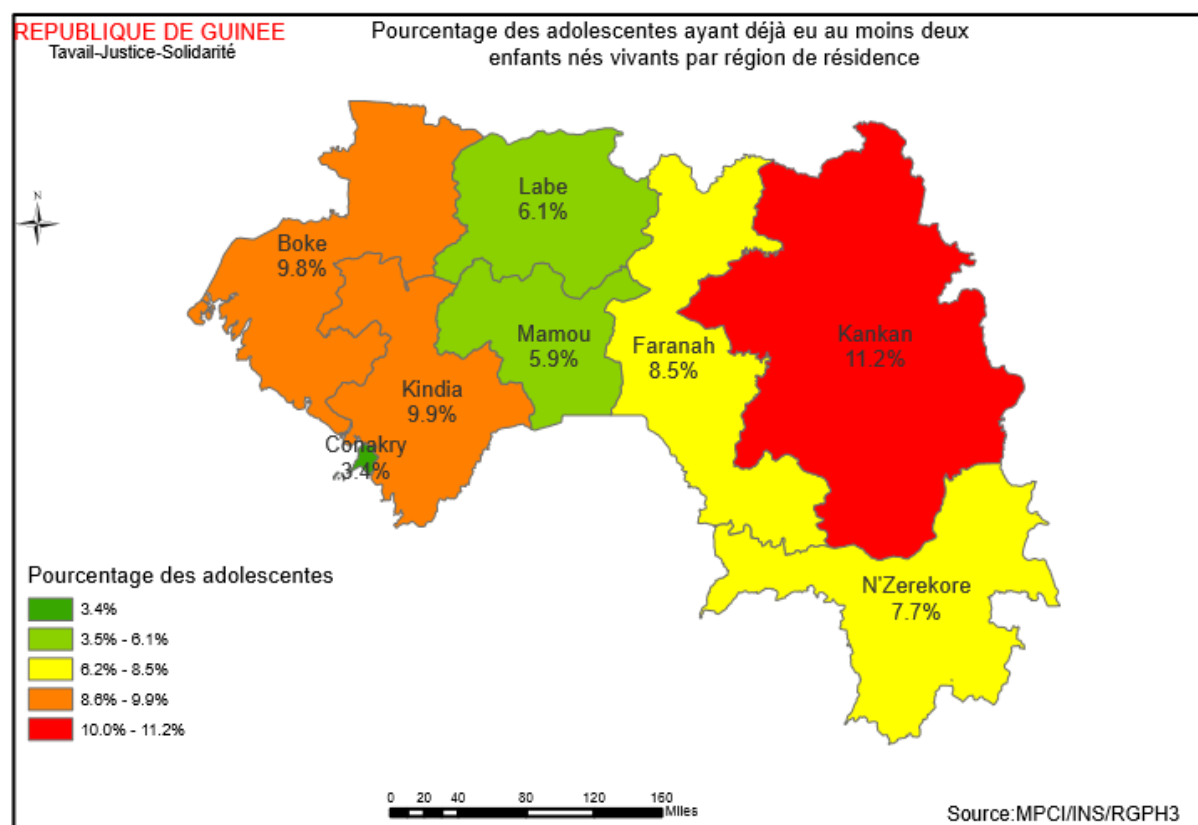 REPUBLIQUE DE GUINEE
Tavail-Justice-Solidarité
Pourcentage des adolescentes ayant déjà eu au moins deux
enfants nés vivants par région de résidence
N
Labe
6.1%
Boke
9.8%
Mamou
5.9%
Faranah
8.5%
Kankan
11.2%
Kindia
9.9%
Conakry
3.4%
N'Zerekore
7.7%
Pourcentage des adolescentes
3.4%
3.5% - 6.1%
6.2% - 8.5%
8.6% - 9.9%
10.0% - 11.2%
0 20 40 80 120 160
Miles
Source:MPCI/INS/RGPH3